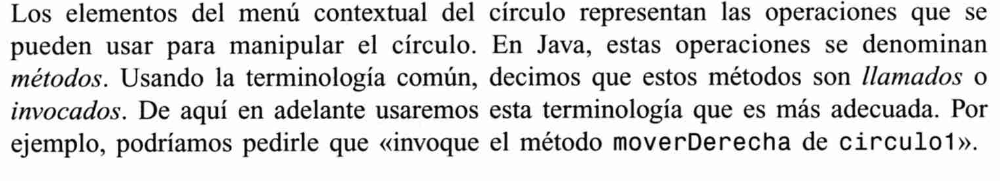 Los elementos del menú contextual del círculo representan las operaciones que se
pueden usar para manipular el círculo. En Java, estas operaciones se denominan
métodos. Usando la terminología común, decimos que estos métodos son llamados o
invocados. De aquí en adelante usaremos esta terminología que es más adecuada. Por
ejemplo, podríamos pedirle que «invoque el método moverDerecha de circulo1».